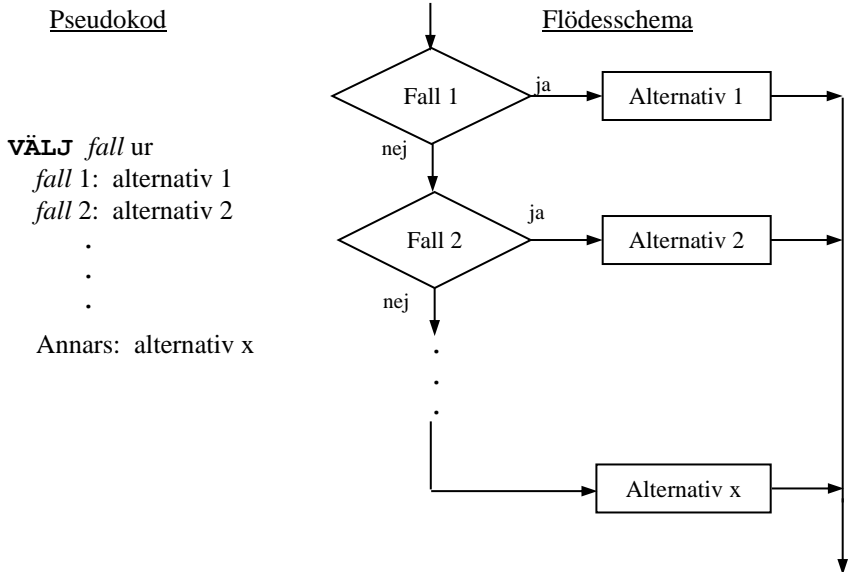 Pseudokod
Flödesschema
VÄLJ fall ur
fall 1: alternativ 1
fall 2: alternativ 2
.
.
.
Annars: alternativ x
Fall 1
ja
Alternativ 1
nej
Fall 2
ja
Alternativ 2
nej
.
.
.
Alternativ x